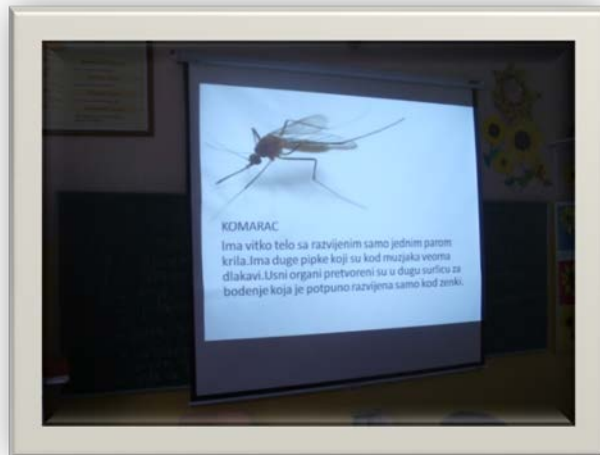 KOMARAC
Ima vitko telo sa razvijenim samo jednim parom
krila.Ima duge pipke koji su kod muzjaka veoma
dlakavi.Usni organi pretvoreni su u dugu surlicu za
bodenje koja je potpuno razvijena samo kod zenki.